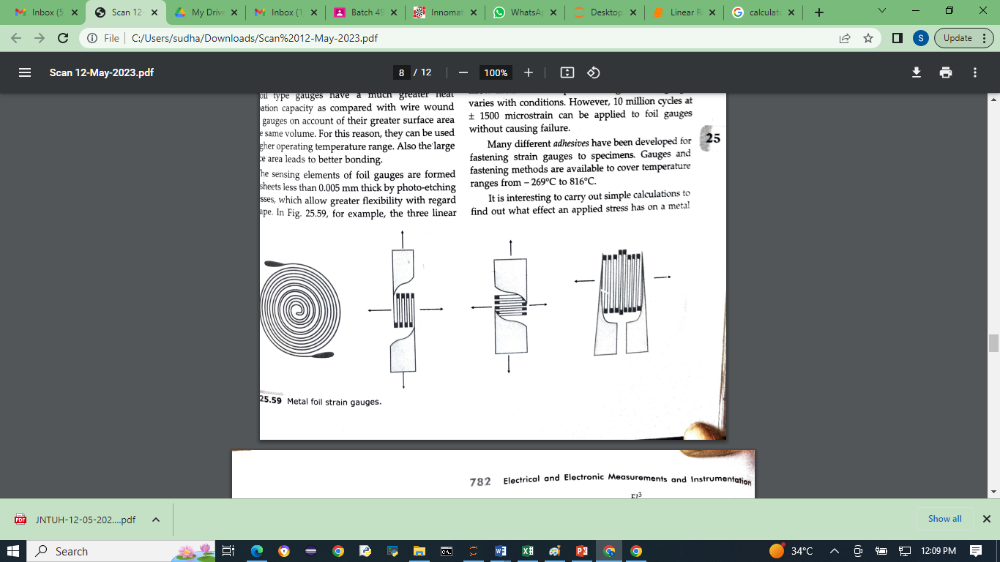 Inbox (5
Scan 12-
My Drive
Inbox (1
Batch 49
Innomat
WhatsAp
Desktop
Linear R
calculato
File
C:/Users/sudha/Downloads/Scan%2012-May-2023.pdf
S
Update
Scan 12-May-2023.pdf
8 / 12
100%
oil type gauges have a much greater heat
ation capacity as compared with wire wound
gauges on account of their greater surface area
e same volume. For this reason, they can be used
gher operating temperature range. Also the large
ce area leads to better bonding.
he sensing elements of foil gauges are formed
sheets less than 0.005 mm thick by photo-etching
sses, which allow greater flexibility with regard
ape. In Fig. 25.59, for example, the three linear
varies with conditions. However, 10 million cycles at
± 1500 microstrain can be applied to foil gauges
without causing failure.
Many different adhesives have been developed for
fastening strain gauges to specimens. Gauges and
fastening methods are available to cover temperature
ranges from – 269°C to 816°C.
It is interesting to carry out simple calculations to
find out what effect an applied stress has on a metal
25
25.59 Metal foil strain gauges.
782 Electrical and Electronic Measurements and Instrumentation
El³
JNTUH-12-05-202....pdf
Show all
Search
34°C
12:09 PM